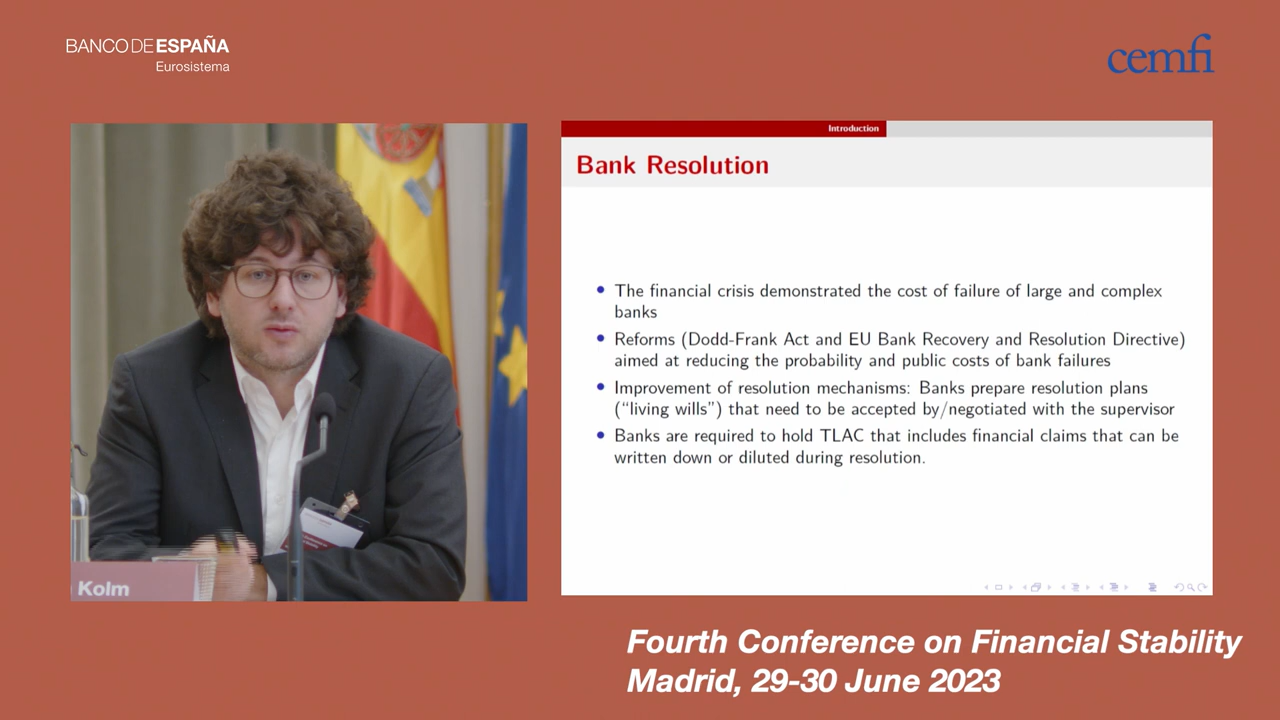 BANCO DE ESPAÑA
Eurosistema
cemfi
Introduction
Bank Resolution
The financial crisis demonstrated the cost of failure of large and complex
banks
Reforms (Dodd-Frank Act and EU Bank Recovery and Resolution Directive)
aimed at reducing the probability and public costs of bank failures
Improvement of resolution mechanisms: Banks prepare resolution plans
(“living wills”) that need to be accepted by/negotiated with the supervisor
Banks are required to hold TLAC that includes financial claims that can be
written down or diluted during resolution.
Kolm
Fourth Conference on Financial Stability
Madrid, 29-30 June 2023